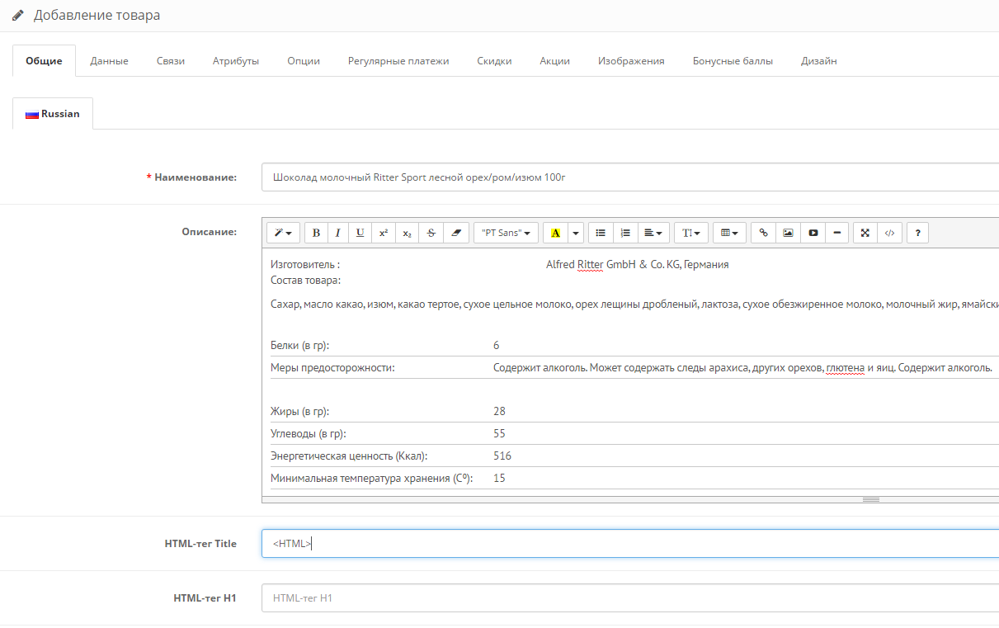 Добавление товара
Общие Данные Связи Атрибуты Опции Регулярные платежи Скидки Акции Изображения Бонусные баллы Дизайн
Russian
* Наименование: Шоколад молочный Ritter Sport лесной орех/ром/изюм 100г
Описание: B I U x² x₂ S "PT Sans" A TI </> ?
Изготовитель : Alfred Ritter GmbH & Co. KG, Германия
Состав товара:
Сахар, масло какао, изюм, какао тертое, сухое цельное молоко, орех лещины дробленый, лактоза, сухое обезжиренное молоко, молочный жир, ямайски
Белки (в гр): 6
Меры предосторожности: Содержит алкоголь. Может содержать следы арахиса, других орехов, глютена и яиц. Содержит алкоголь.
Жиры (в гр): 28
Углеводы (в гр): 55
Энергетическая ценность (Ккал): 516
Минимальная температура хранения (С⁰): 15
HTML-тег Title <HTML>
HTML-тег H1 HTML-тег H1